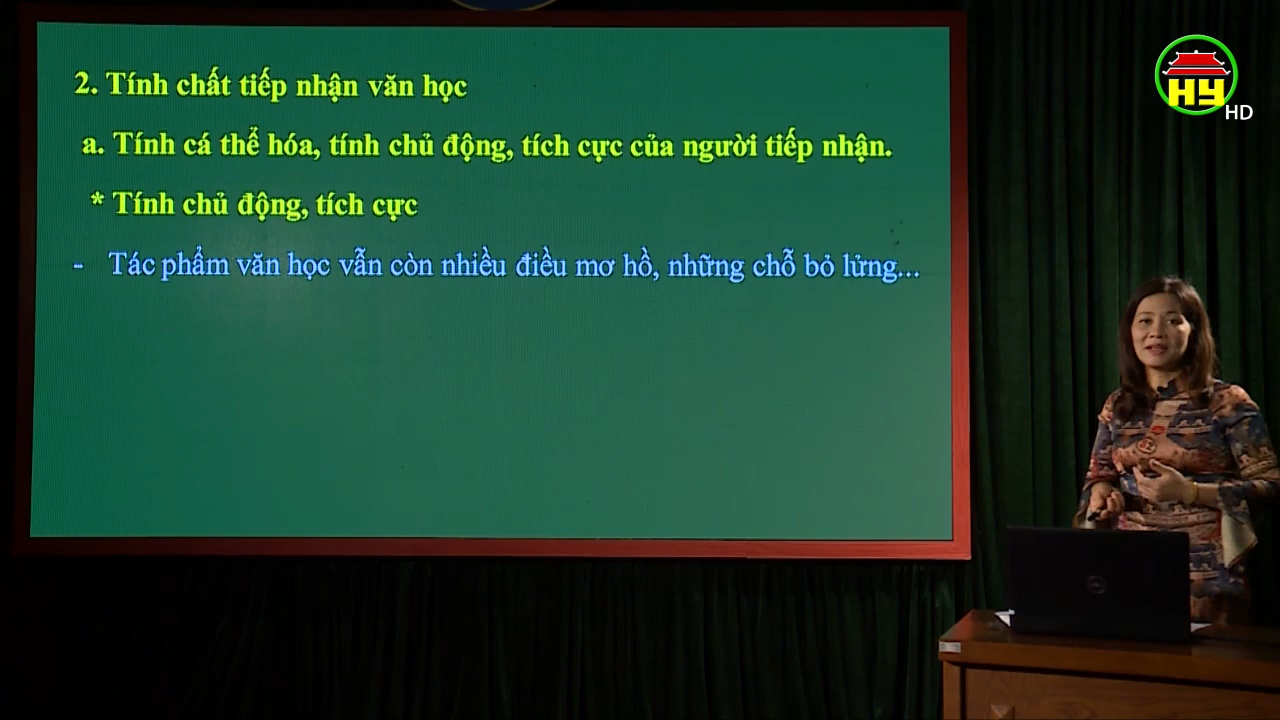 2. Tính chất tiếp nhận văn học
a. Tính cá thể hóa, tính chủ động, tích cực của người tiếp nhận.
* Tính chủ động, tích cực
- Tác phẩm văn học vẫn còn nhiều điều mơ hồ, những chỗ bỏ lửng...
HY
HD